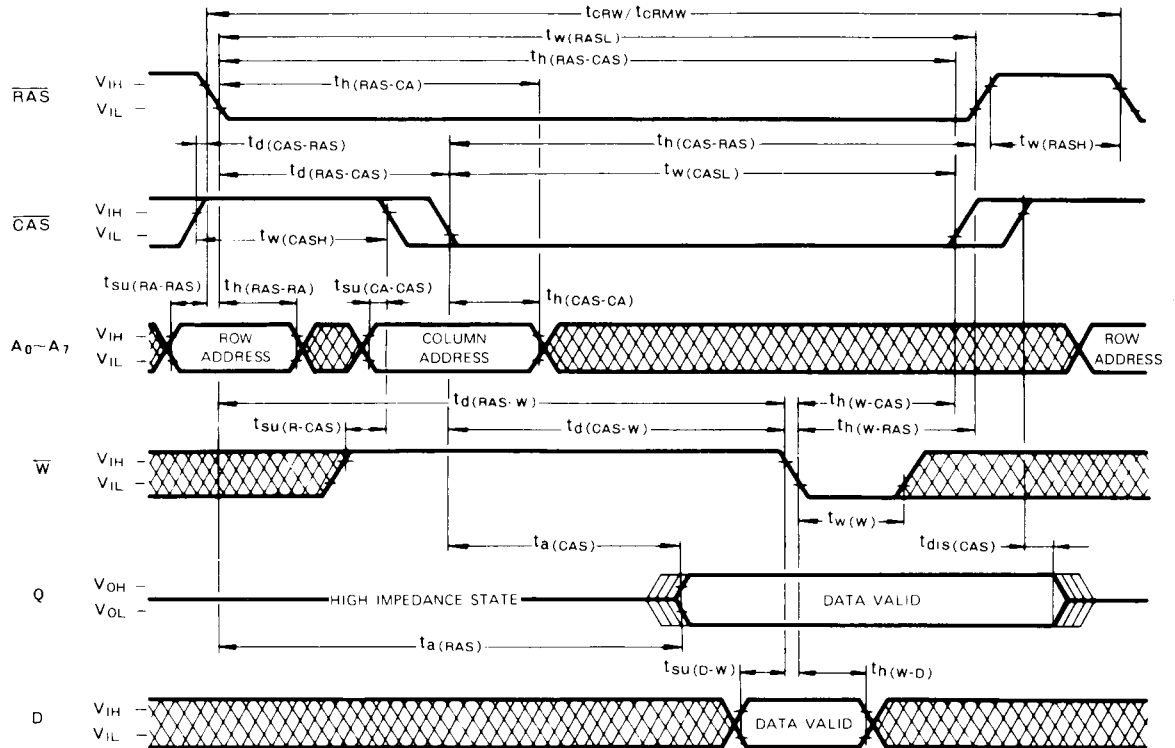 tCRW/tCRMW
tw(RASL)
th(RAS-CAS)
th(RAS-CA)
RAS
VIH
VIL
td(CAS-RAS)
th(CAS-RAS)
tw(RASH)
td(RAS-CAS)
tw(CASL)
CAS
VIH
VIL
tw(CASH)
tsu(RA-RAS)
th(RAS-RA)
tsu(CA-CAS)
th(CAS-CA)
A0~A7
VIH
VIL
ROW
ADDRESS
COLUMN
ADDRESS
ROW
ADDRESS
td(RAS-W)
th(W-CAS)
tsu(R-CAS)
td(CAS-W)
th(W-RAS)
W
VIH
VIL
tw(W)
ta(CAS)
tdis(CAS)
Q
VOH
VOL
HIGH IMPEDANCE STATE
DATA VALID
ta(RAS)
tsu(D-W)
th(W-D)
D
VIH
VIL
DATA VALID